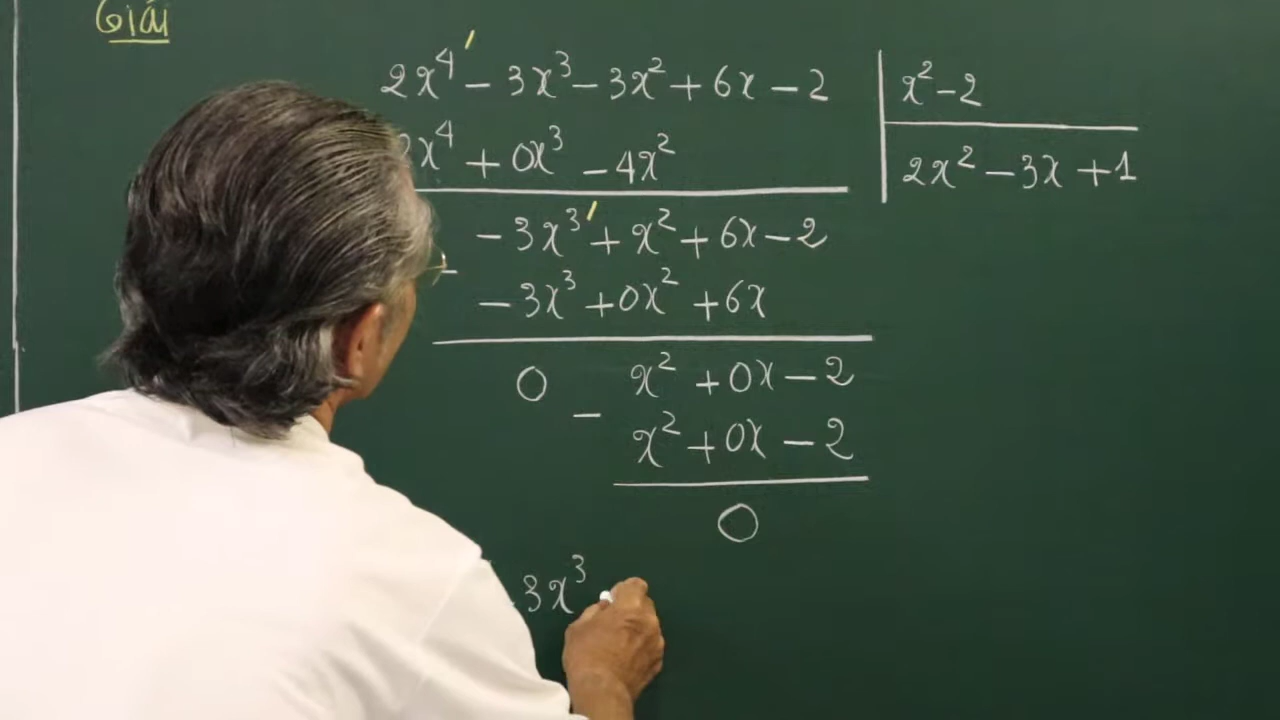 Giải
2x⁴ - 3x³ - 3x² + 6x - 2
x² - 2
2x⁴ + 0x³ - 4x²
2x² - 3x + 1
- 3x³ + x² + 6x - 2
-
- 3x³ + 0x² + 6x
0 x² + 0x - 2
-
x² + 0x - 2
0
3x³